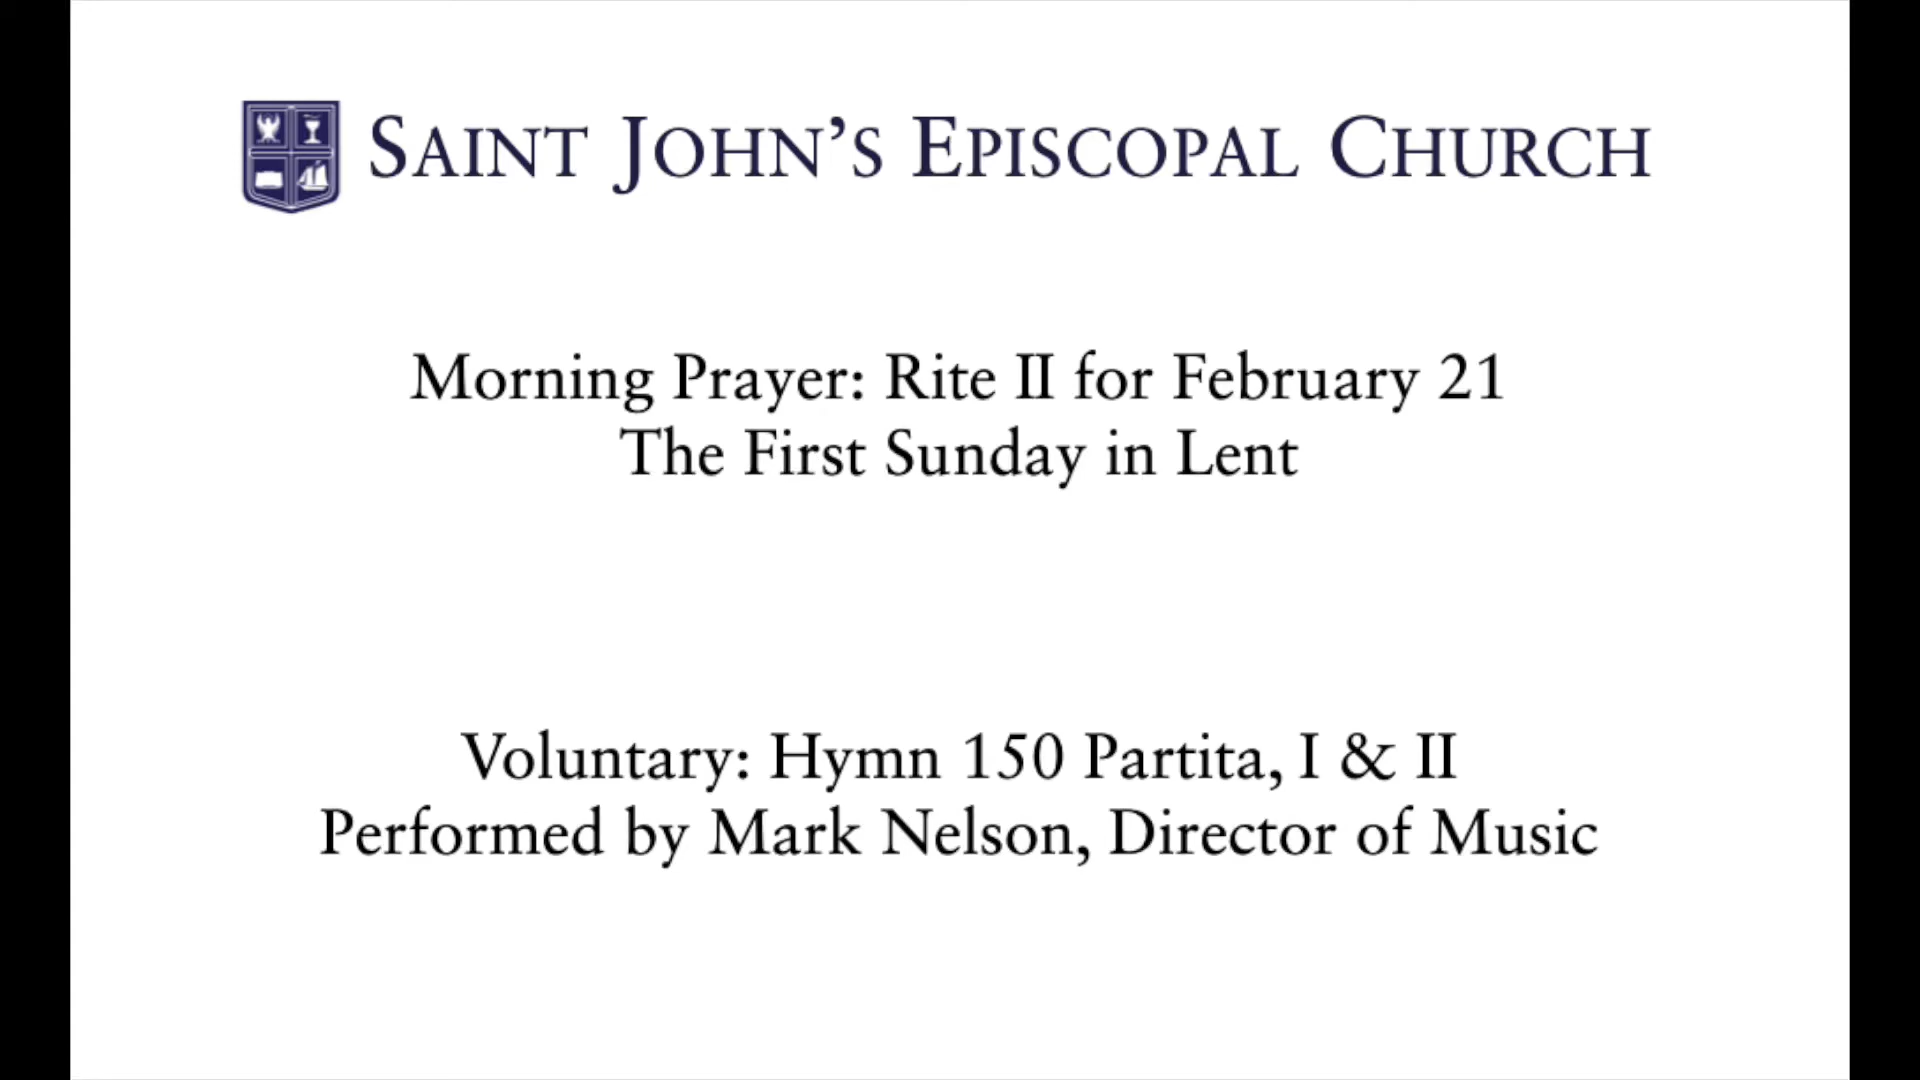 SAINT JOHN’S EPISCOPAL CHURCH
Morning Prayer: Rite II for February 21
The First Sunday in Lent
Voluntary: Hymn 150 Partita, I & II
Performed by Mark Nelson, Director of Music